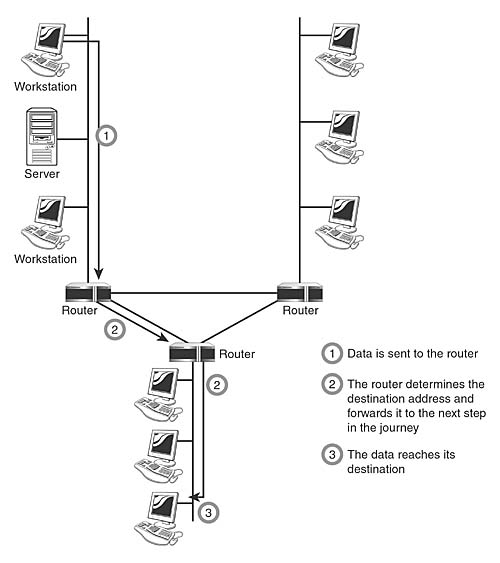 Workstation
1
Server
Workstation
Router
Router
2
Router
2
3
1 Data is sent to the router
2 The router determines the
destination address and
forwards it to the next step
in the journey
3 The data reaches its
destination